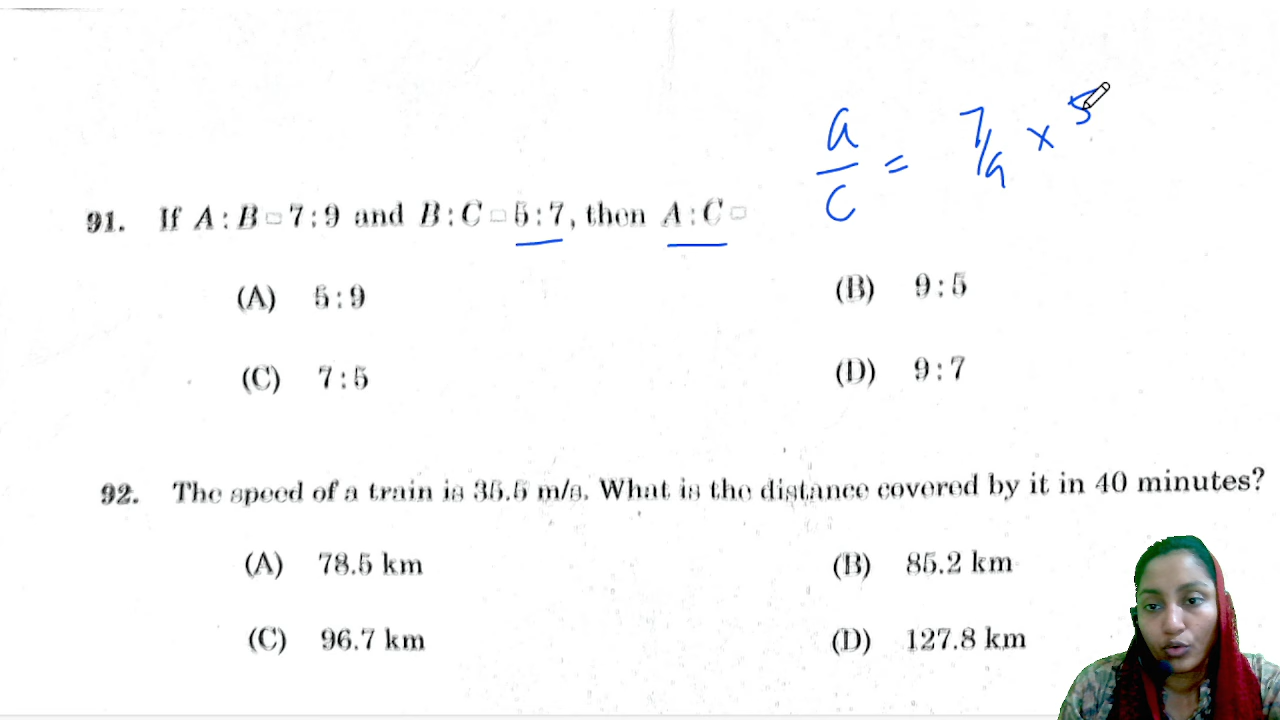 a/c = 7/9 × 5
91. If A : B = 7 : 9 and B : C = 5 : 7, then A : C =
(A) 5 : 9 (B) 9 : 5
(C) 7 : 5 (D) 9 : 7
92. The speed of a train is 35.5 m/s. What is the distance covered by it in 40 minutes?
(A) 78.5 km (B) 85.2 km
(C) 96.7 km (D) 127.8 km